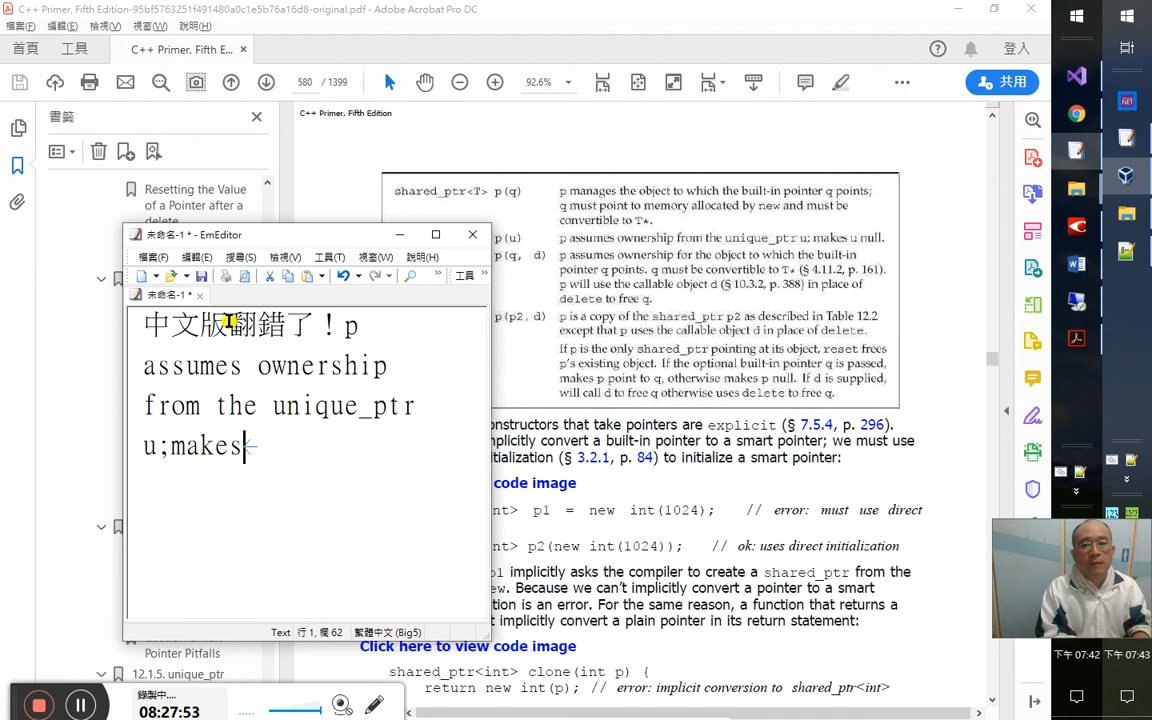 C++ Primer, Fifth Edition-95bf5763251f491480a0c1e5b76a16d8-original.pdf - Adobe Acrobat Pro DC
檔案(F) 編輯(E) 檢視(V) 視窗(W) 說明(H)
首頁 工具 C++ Primer, Fifth E... × 登入
580 / 1399 92.6% 共用
書籤
Resetting the Value
of a Pointer after a
delete
未命名-1 * - EmEditor
檔案(F) 編輯(E) 搜尋(S) 檢視(V) 工具(T) 視窗(W) 說明(H)
工具
未命名-1 *
中文版翻錯了！p
assumes ownership
from the unique_ptr
u;makes
Text 行 1, 欄 62 繁體中文 (Big5)
Pointer Pitfalls
12.1.5. unique_ptr
錄製中....
08:27:53
C++ Primer, Fifth Edition
shared_ptr<T> p(q) p manages the object to which the built-in pointer q points;
q must point to memory allocated by new and must be
convertible to T*.
p(u) p assumes ownership from the unique_ptr u; makes u null.
p(q, d) p assumes ownership for the object to which the built-in
pointer q points. q must be convertible to T* (§ 4.11.2, p. 161).
p will use the callable object d (§ 10.3.2, p. 388) in place of
delete to free q.
p(p2, d) p is a copy of the shared_ptr p2 as described in Table 12.2
except that p uses the callable object d in place of delete.
If p is the only shared_ptr pointing at its object, reset frees
p's existing object. If the optional built-in pointer q is passed,
makes p point to q, otherwise makes p null. If d is supplied,
will call d to free q otherwise uses delete to free q.
onstructors that take pointers are explicit (§ 7.5.4, p. 296).
nplicitly convert a built-in pointer to a smart pointer; we must use
itialization (§ 3.2.1, p. 84) to initialize a smart pointer:
code image
nt> p1 = new int(1024); // error: must use direct
nt> p2(new int(1024)); // ok: uses direct initialization
p1 implicitly asks the compiler to create a shared_ptr from the
ew. Because we can't implicitly convert a pointer to a smart
tion is an error. For the same reason, a function that returns a
t implicitly convert a plain pointer in its return statement:
Click here to view code image
shared_ptr<int> clone(int p) {
return new int(p); // error: implicit conversion to shared_ptr<int>
下午 07:42 下午 07:43